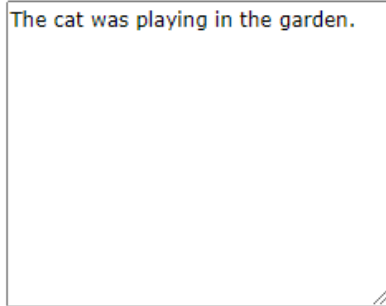 The cat was playing in the garden.